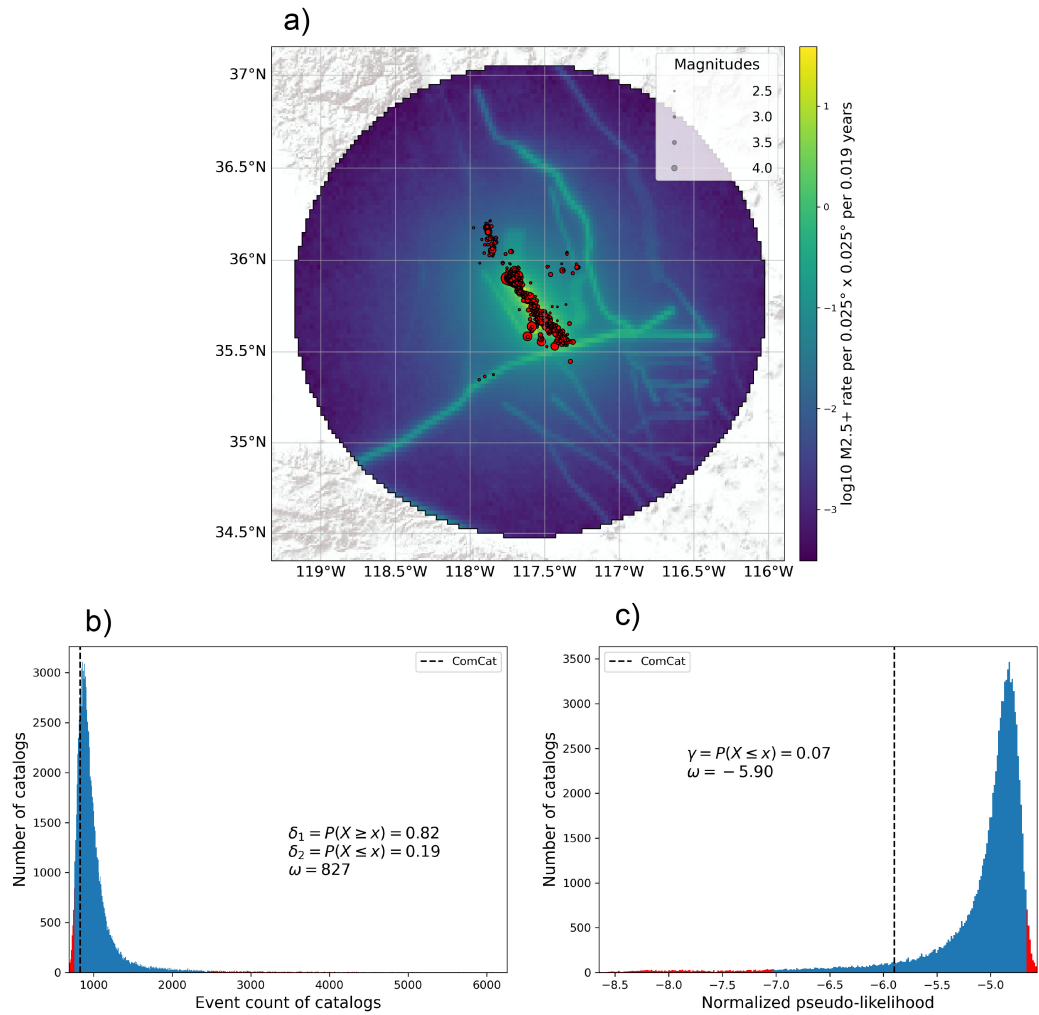 a)
Magnitudes
2.5
3.0
3.5
4.0
37°N
36.5°N
36°N
35.5°N
35°N
34.5°N
119°W
118.5°W
118°W
117.5°W
117°W
116.5°W
116°W
1
0
−1
−2
−3
log10 M2.5+ rate per 0.025° x 0.025° per 0.019 years
b)
ComCat
δ₁ = P(X ≥ x) = 0.82
δ₂ = P(X ≤ x) = 0.19
ω = 827
3000
2500
2000
1500
1000
500
0
Number of catalogs
1000
2000
3000
4000
5000
6000
Event count of catalogs
c)
ComCat
γ = P(X ≤ x) = 0.07
ω = −5.90
3500
3000
2500
2000
1500
1000
500
0
Number of catalogs
−8.5
−8.0
−7.5
−7.0
−6.5
−6.0
−5.5
−5.0
Normalized pseudo-likelihood